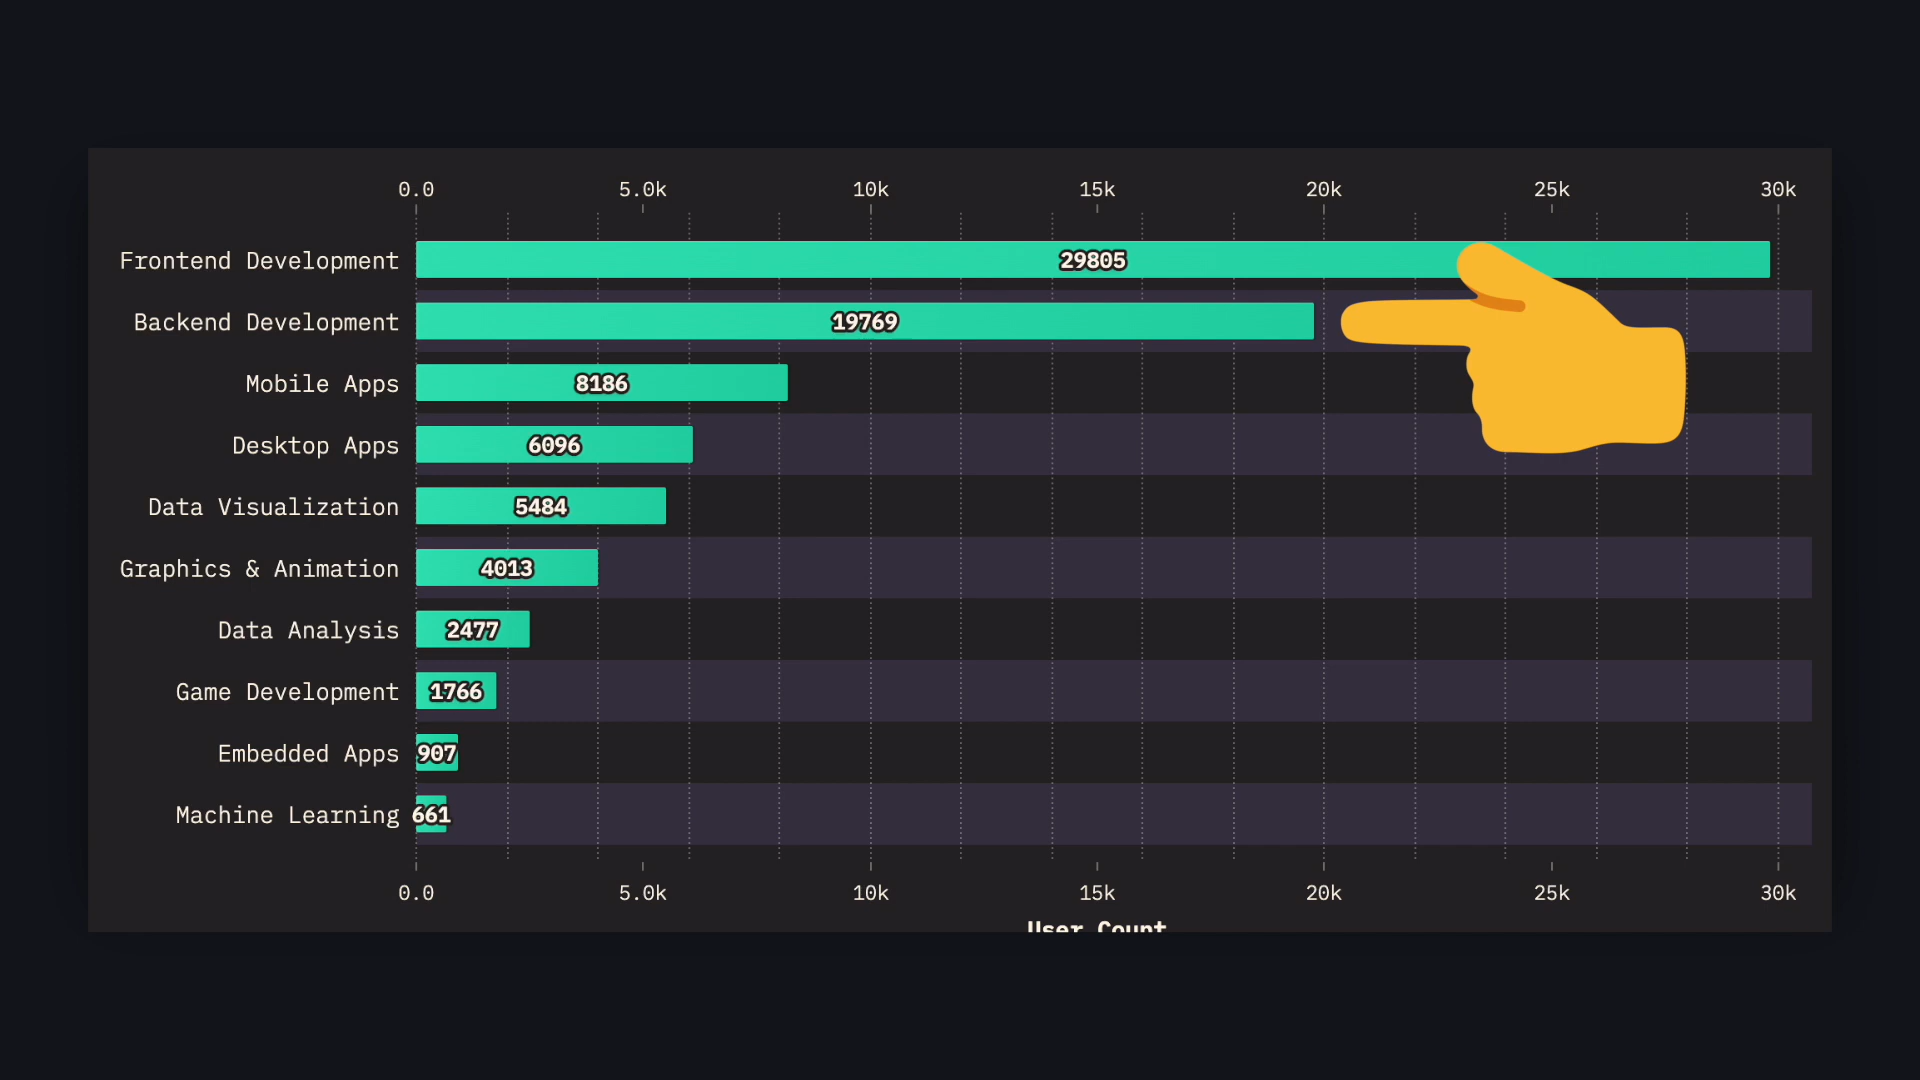 0.0 5.0k 10k 15k 20k 25k 30k
Frontend Development 29805
Backend Development 19769
Mobile Apps 8186
Desktop Apps 6096
Data Visualization 5484
Graphics & Animation 4013
Data Analysis 2477
Game Development 1766
Embedded Apps 907
Machine Learning 661
0.0 5.0k 10k 15k 20k 25k 30k
User Count